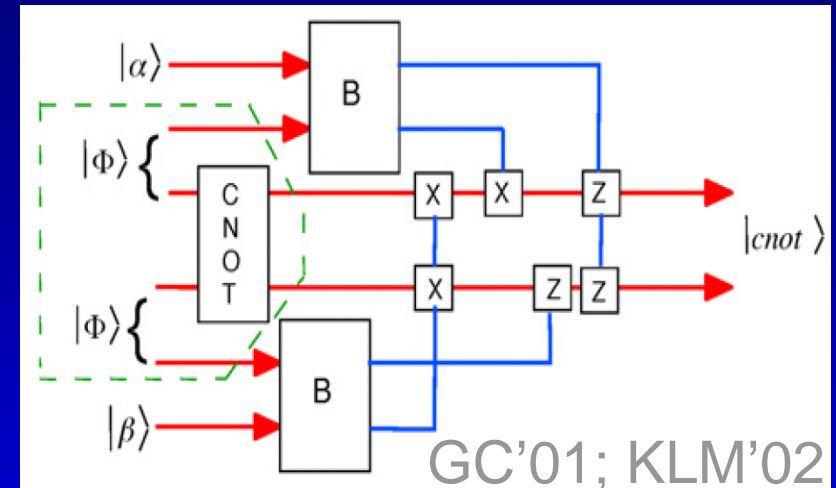 |α⟩
B
|Φ⟩ {
C
N
O
T
X
X
Z
|cnot ⟩
X
Z
Z
|Φ⟩ {
B
|β⟩
GC'01; KLM'02